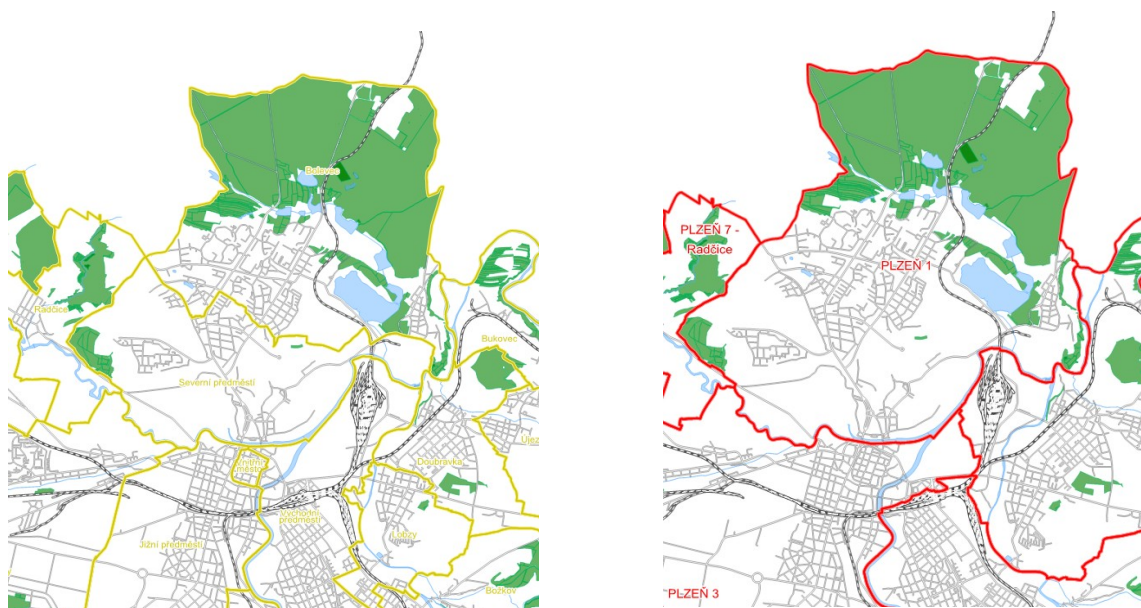 Bolevec
Radčice
Bukovec
Severní předměstí
Újez
Vnitřní
město
Doubravka
Východní
předměstí
Lobzy
Jižní předměstí
Božkov
PLZEŇ 7 -
Radčice
PLZEŇ 1
PLZEŇ 3